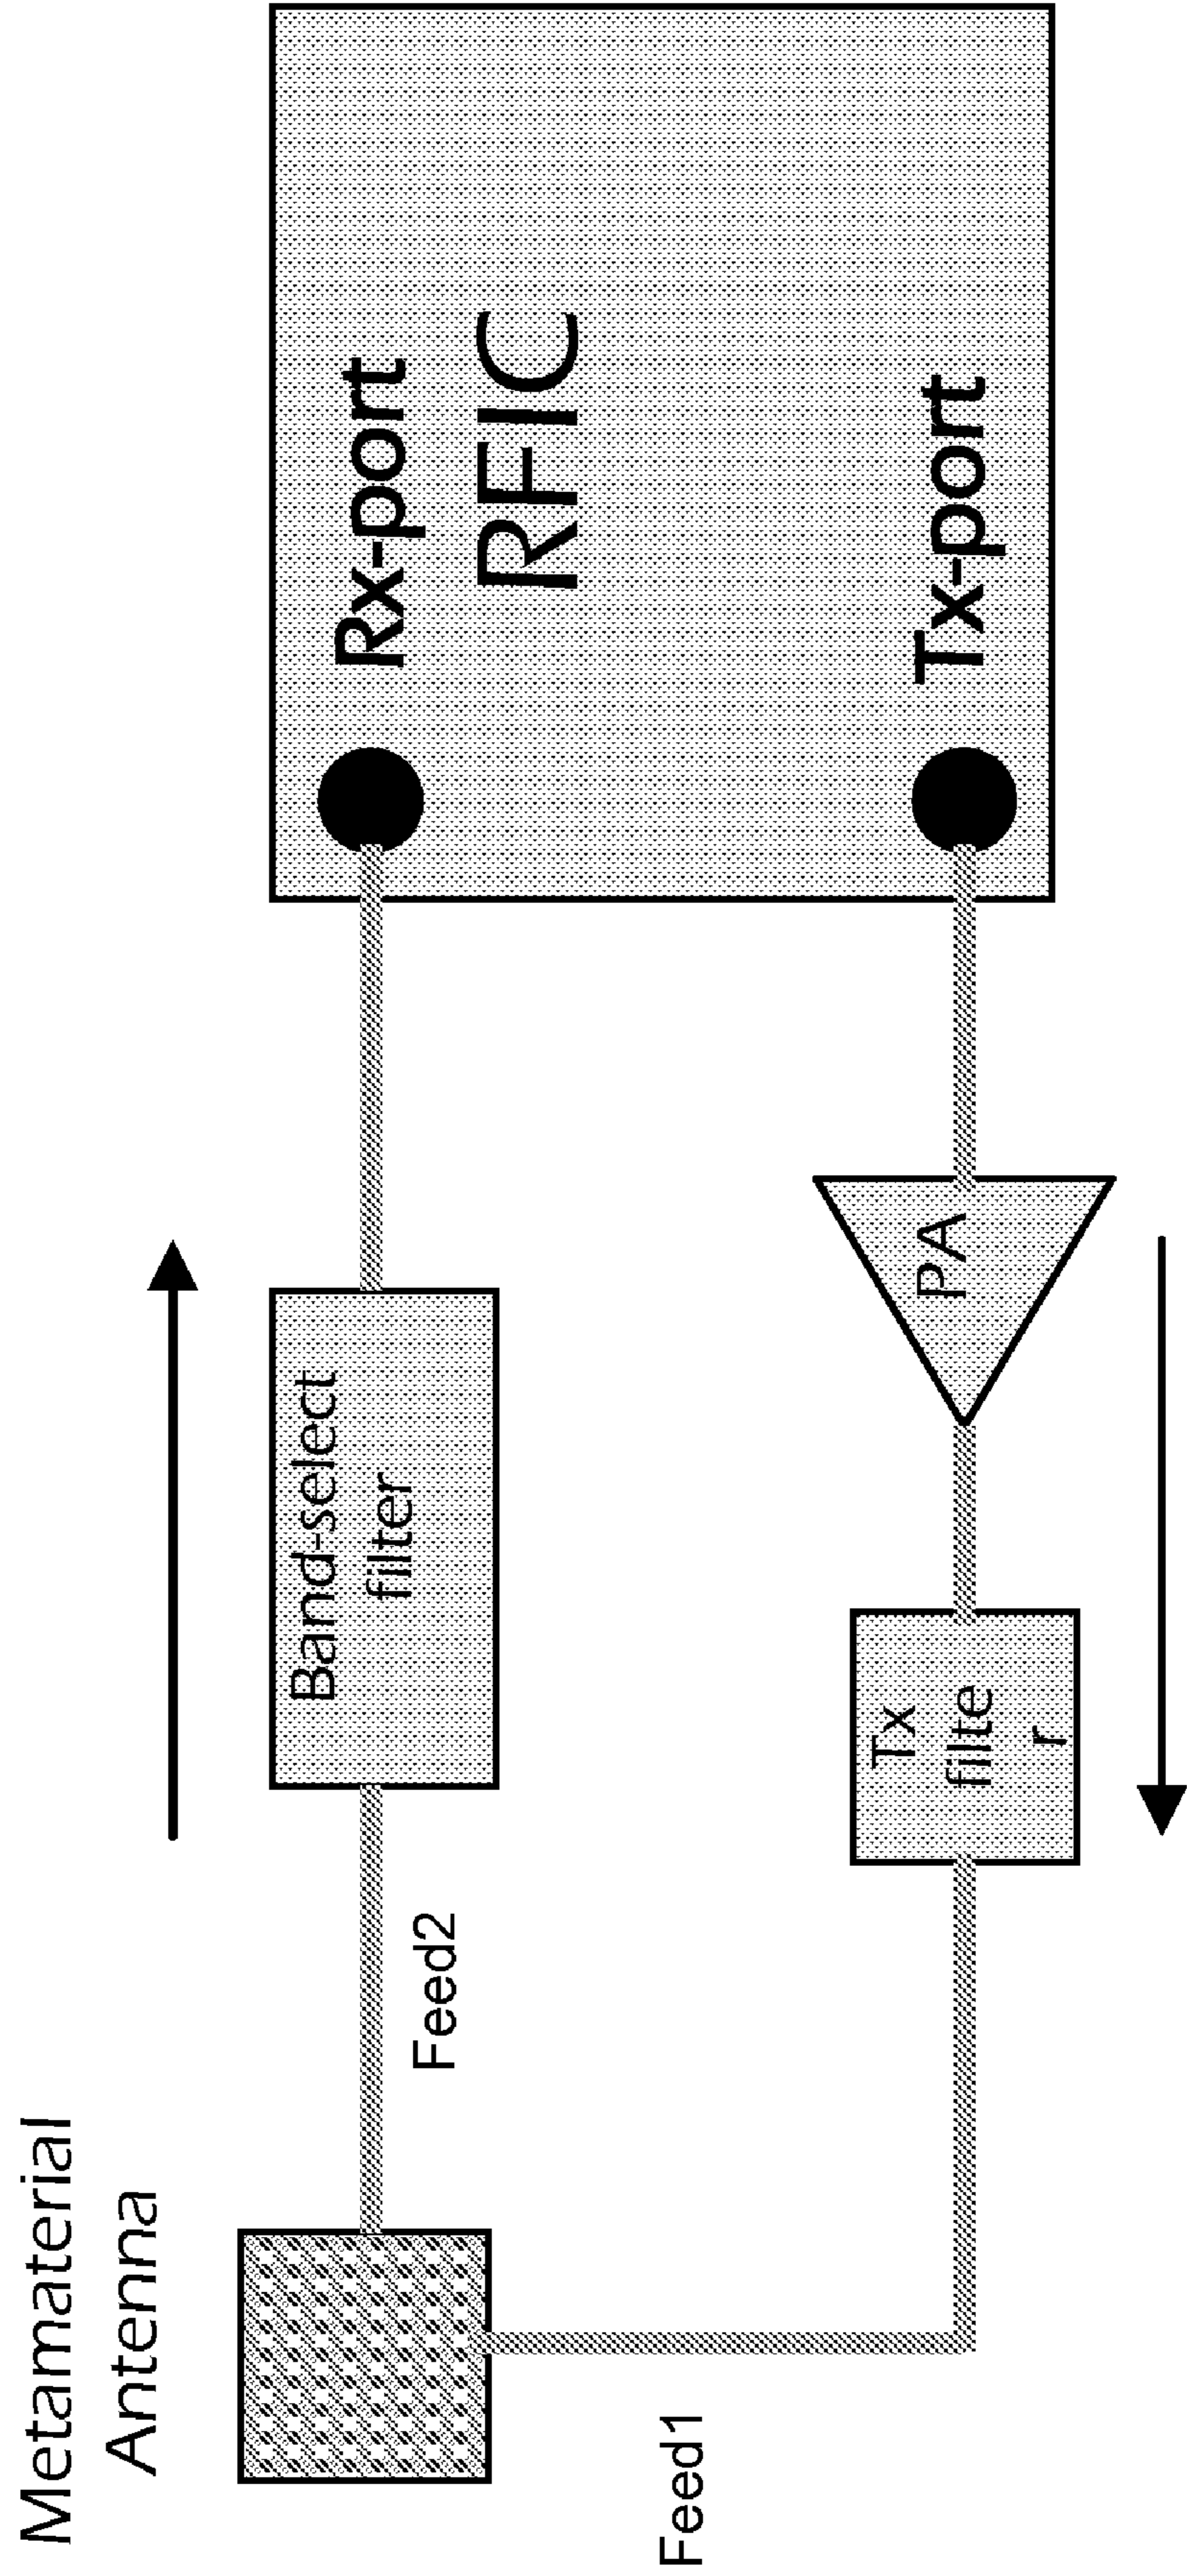 Metamaterial
Antenna
Feed2
Feed1
Band-select
filter
Rx-port
RFIC
Tx
filte
r
PA
Tx-port